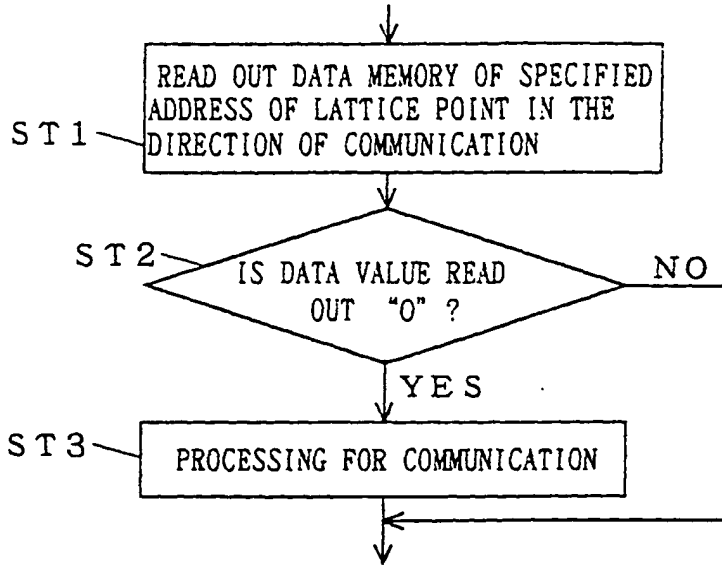 READ OUT DATA MEMORY OF SPECIFIED
ADDRESS OF LATTICE POINT IN THE
DIRECTION OF COMMUNICATION
ST1
ST2
IS DATA VALUE READ
OUT "0" ?
NO
YES
ST3
PROCESSING FOR COMMUNICATION